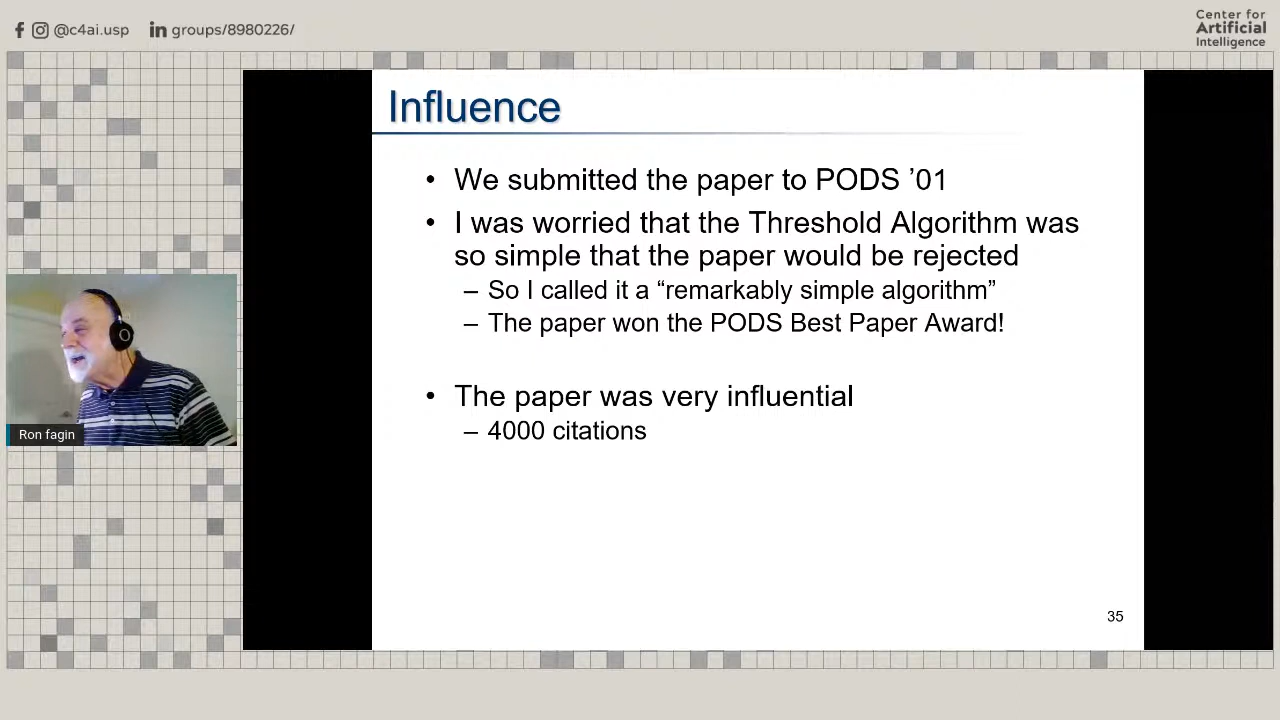 @c4ai.usp
groups/8980226/
Center for
Artificial
Intelligence
Influence
• We submitted the paper to PODS ’01
• I was worried that the Threshold Algorithm was
so simple that the paper would be rejected
– So I called it a “remarkably simple algorithm”
– The paper won the PODS Best Paper Award!
• The paper was very influential
– 4000 citations
Ron fagin
35